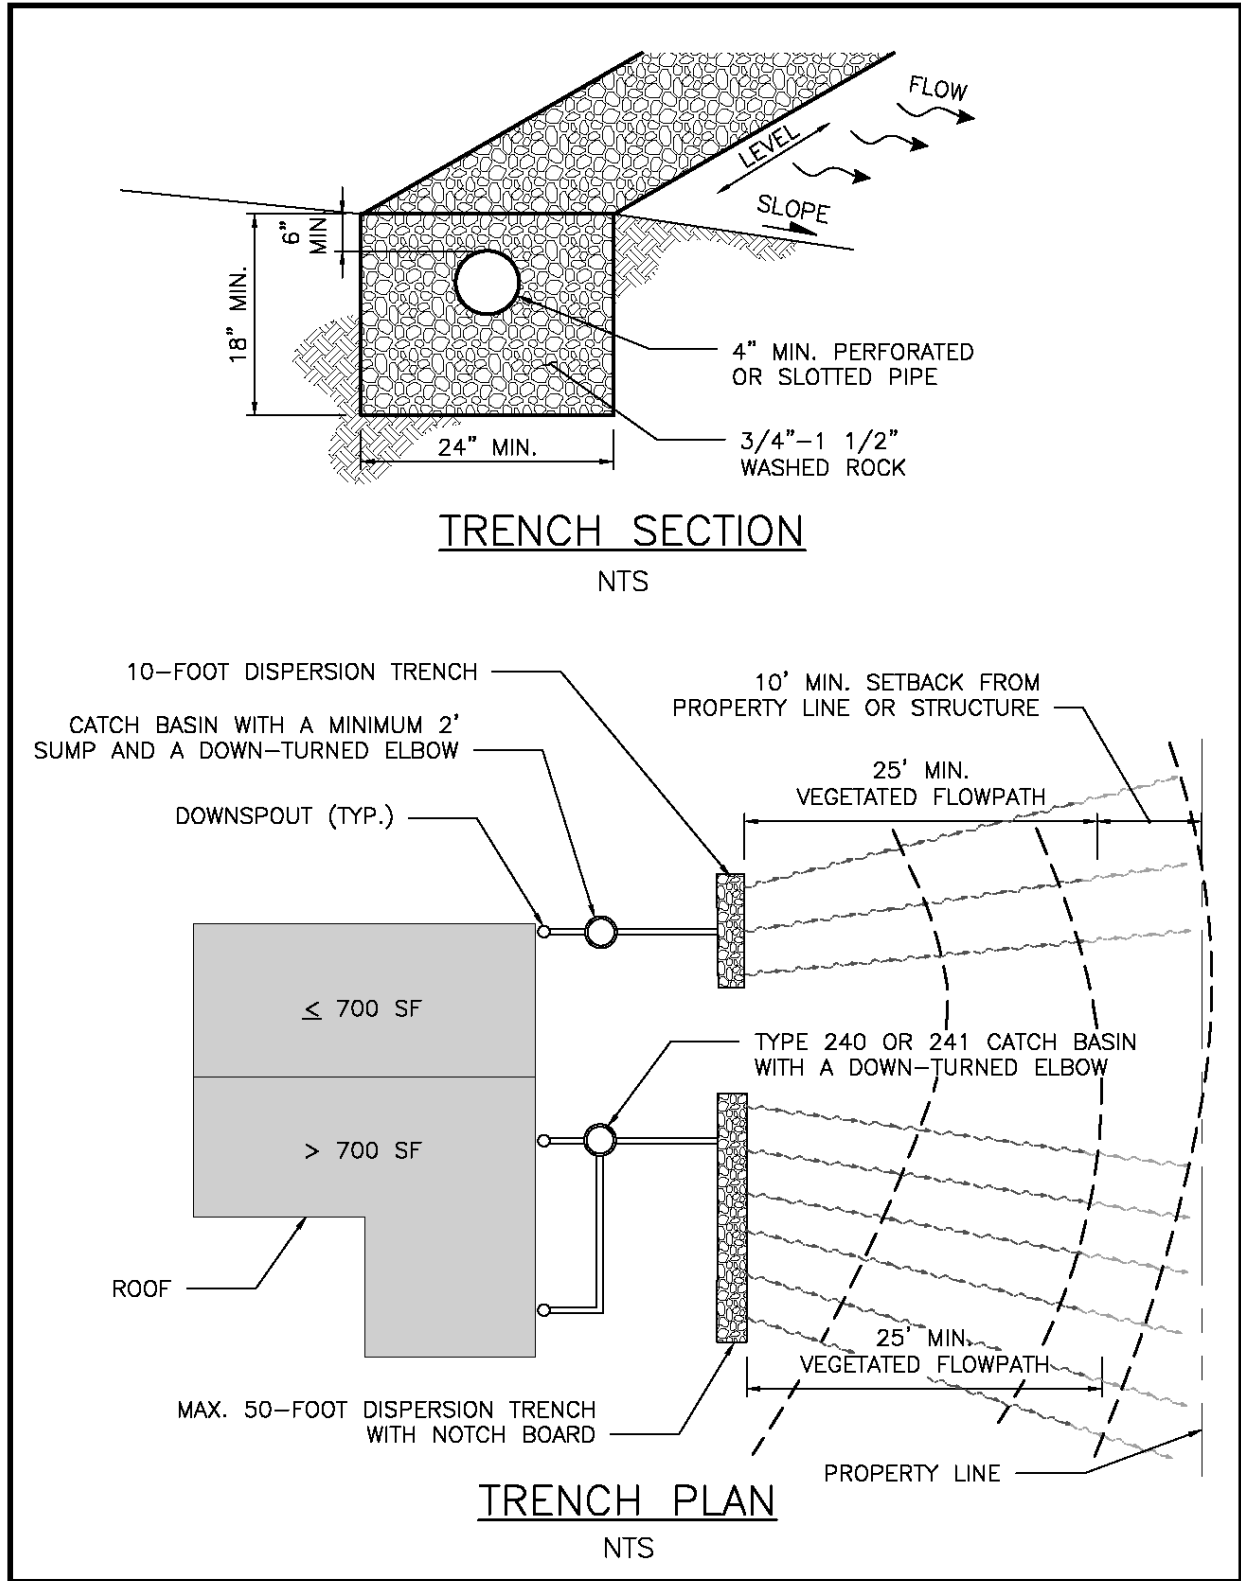 FLOW
LEVEL
SLOPE
6"
MIN
18" MIN.
4" MIN. PERFORATED
OR SLOTTED PIPE
24" MIN.
3/4"-1 1/2"
WASHED ROCK
TRENCH SECTION
NTS
10-FOOT DISPERSION TRENCH
10' MIN. SETBACK FROM
PROPERTY LINE OR STRUCTURE
CATCH BASIN WITH A MINIMUM 2'
SUMP AND A DOWN-TURNED ELBOW
25' MIN.
VEGETATED FLOWPATH
DOWNSPOUT (TYP.)
≤ 700 SF
TYPE 240 OR 241 CATCH BASIN
WITH A DOWN-TURNED ELBOW
> 700 SF
ROOF
25' MIN.
VEGETATED FLOWPATH
MAX. 50-FOOT DISPERSION TRENCH
WITH NOTCH BOARD
PROPERTY LINE
TRENCH PLAN
NTS